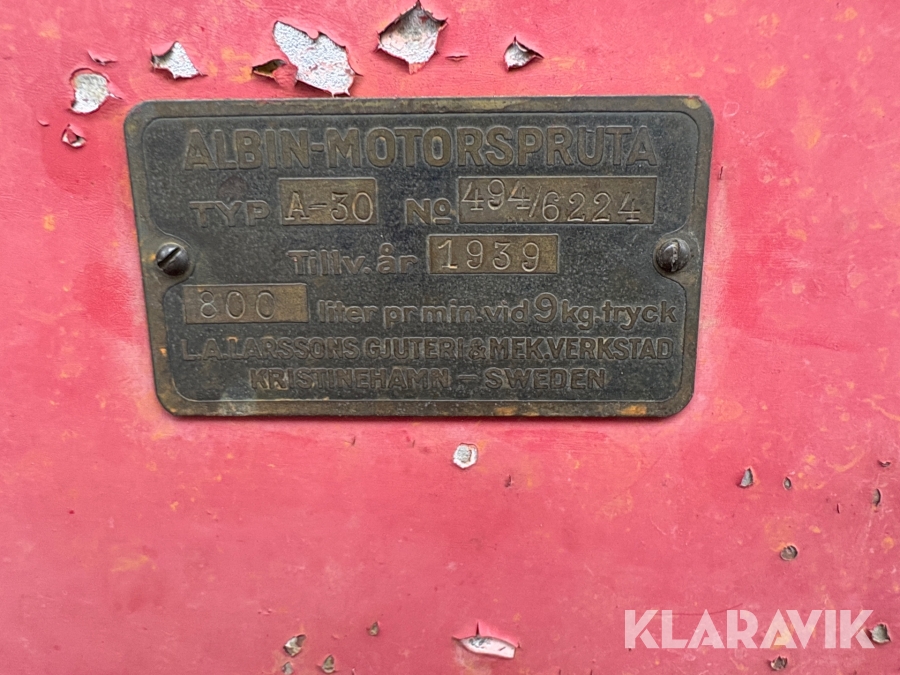 ALBIN-MOTORSPRUTA
TYP A-30 No 494/6224
Tillv. år 1939
800 liter pr min. vid 9 kg. tryck
L.A. LARSSONS GJUTERI & MEK. VERKSTAD
KRISTINEHAMN - SWEDEN
KLARAVIK